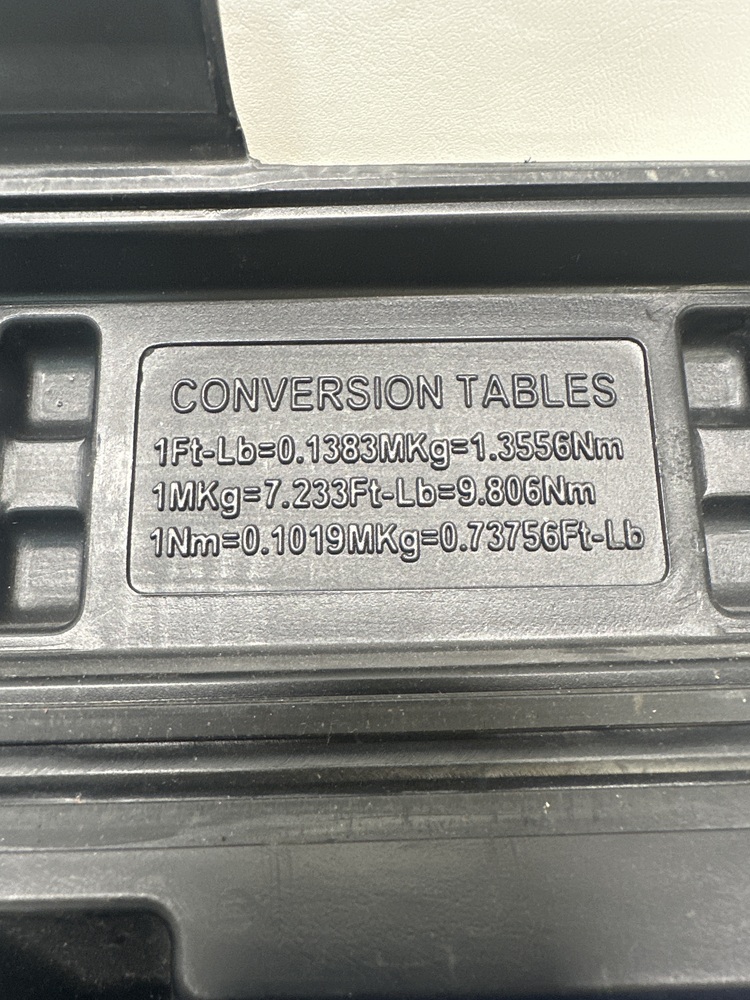 CONVERSION TABLES
1Ft-Lb=0.1383MKg=1.3556Nm
1MKg=7.233Ft-Lb=9.806Nm
1Nm=0.1019MKg=0.73756Ft-Lb